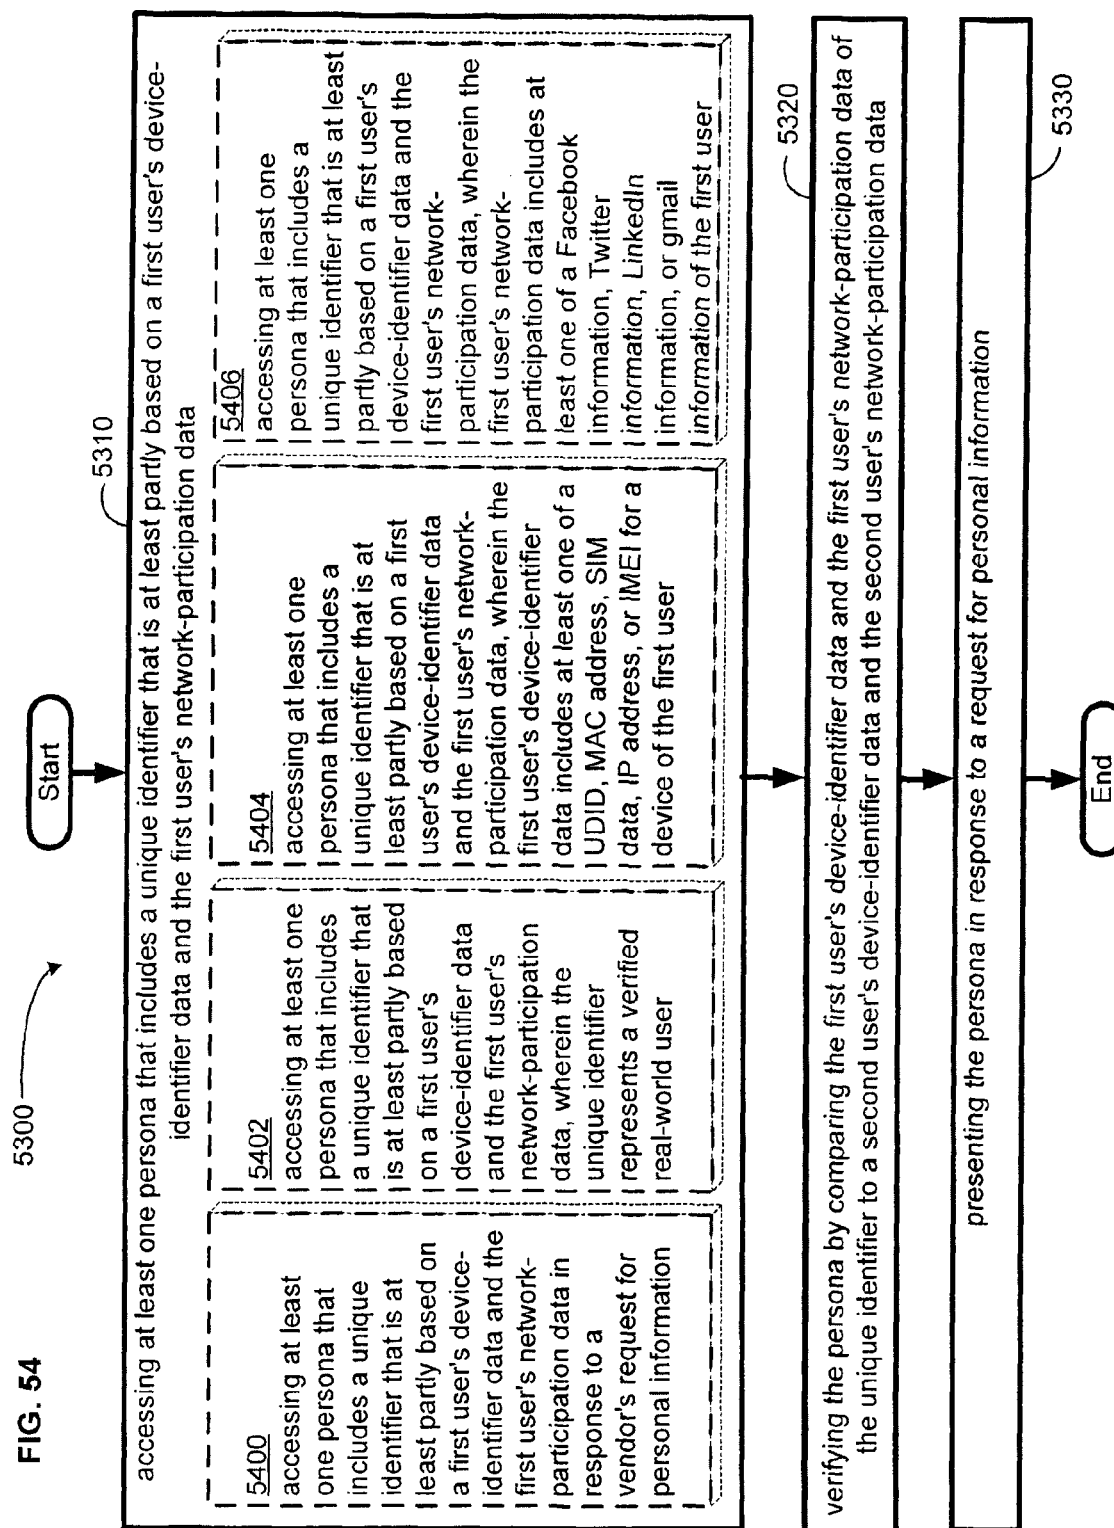 FIG. 54
5300
Start
5310
accessing at least one persona that includes a unique identifier that is at least partly based on a first user's device-
identifier data and the first user's network-participation data
5400
accessing at least
one persona that
includes a unique
identifier that is at
least partly based on
a first user's device-
identifier data and the
first user's network-
participation data in
response to a
vendor's request for
personal information
5402
accessing at least one
persona that includes
a unique identifier that
is at least partly based
on a first user's
device-identifier data
and the first user's
network-participation
data, wherein the
unique identifier
represents a verified
real-world user
5404
accessing at least one
persona that includes a
unique identifier that is at
least partly based on a first
user's device-identifier data
and the first user's network-
participation data, wherein the
first user's device-identifier
data includes at least one of a
UDID, MAC address, SIM
data, IP address, or IMEI for a
device of the first user
5406
accessing at least one
persona that includes a
unique identifier that is at least
partly based on a first user's
device-identifier data and the
first user's network-
participation data, wherein the
first user's network-
participation data includes at
least one of a Facebook
information, Twitter
information, LinkedIn
information, or gmail
information of the first user
5320
verifying the persona by comparing the first user's device-identifier data and the first user's network-participation data of
the unique identifier to a second user's device-identifier data and the second user's network-participation data
5330
presenting the persona in response to a request for personal information
End